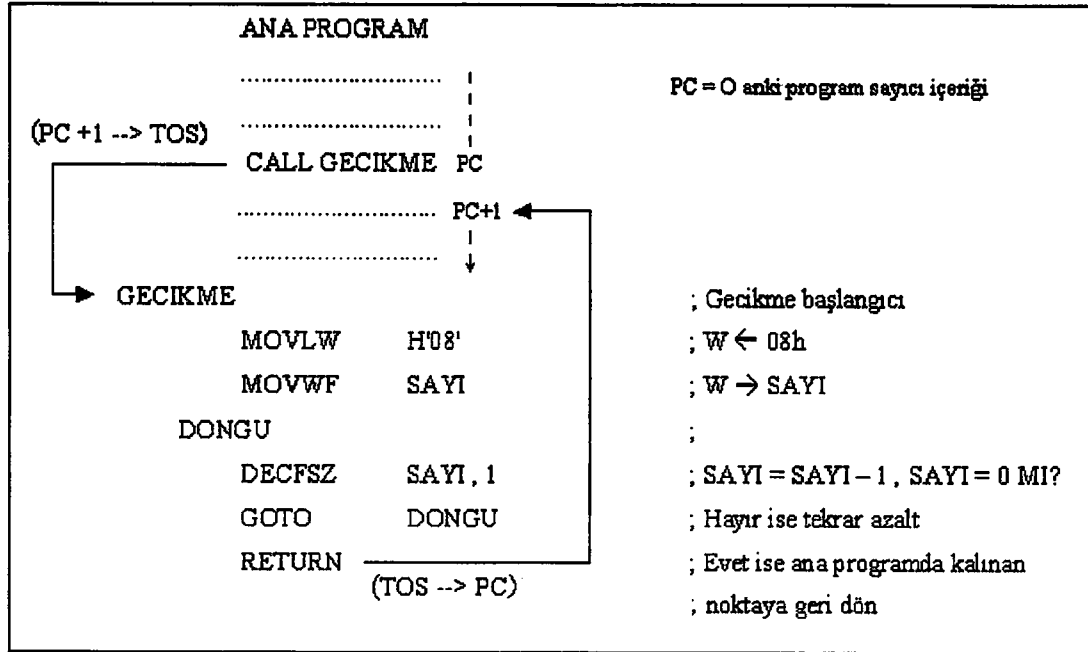 ANA PROGRAM
............................
PC = O anki program sayıcı içeriği
............................
(PC +1 --> TOS)
CALL GECIKME PC
............................ PC+1
............................
GECIKME ; Gecikme başlangıcı
MOVLW H'08' ; W ← 08h
MOVWF SAYI ; W → SAYI
DONGU ;
DECFSZ SAYI , 1 ; SAYI = SAYI – 1 , SAYI = 0 MI?
GOTO DONGU ; Hayır ise tekrar azalt
RETURN ; Evet ise ana programda kalınan
(TOS --> PC)
; noktaya geri dön